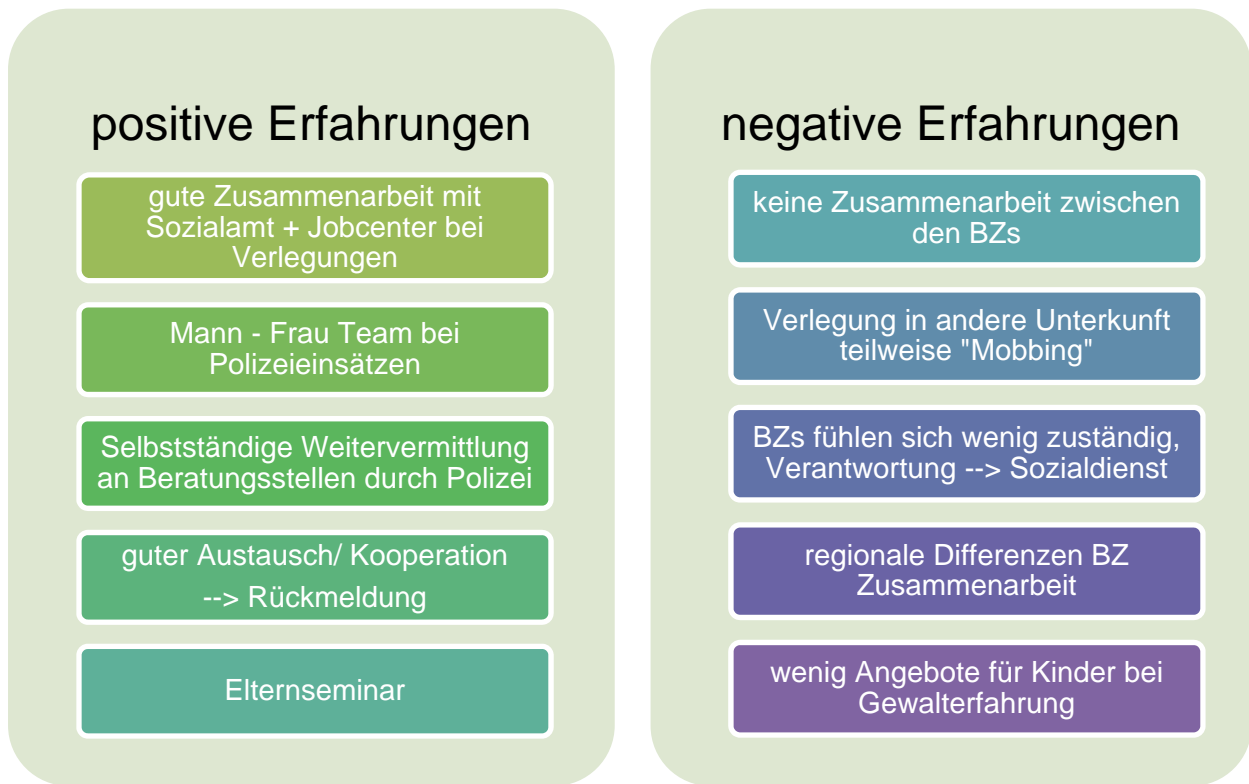 positive Erfahrungen
gute Zusammenarbeit mit
Sozialamt + Jobcenter bei
Verlegungen
Mann - Frau Team bei
Polizeieinsätzen
Selbstständige Weitervermittlung
an Beratungsstellen durch Polizei
guter Austausch/ Kooperation
--> Rückmeldung
Elternseminar
negative Erfahrungen
keine Zusammenarbeit zwischen
den BZs
Verlegung in andere Unterkunft
teilweise "Mobbing"
BZs fühlen sich wenig zuständig,
Verantwortung --> Sozialdienst
regionale Differenzen BZ
Zusammenarbeit
wenig Angebote für Kinder bei
Gewalterfahrung